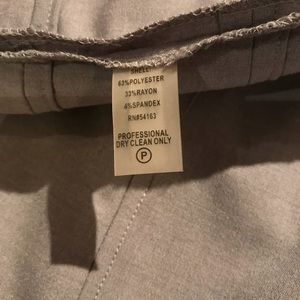 SHELL:
63%POLYESTER
33%RAYON
4%SPANDEX
RN#54163
PROFESSIONAL
DRY CLEAN ONLY
P